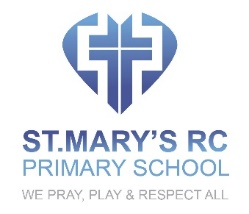 ST.MARY'S RC
PRIMARY SCHOOL
WE PRAY, PLAY & RESPECT ALL